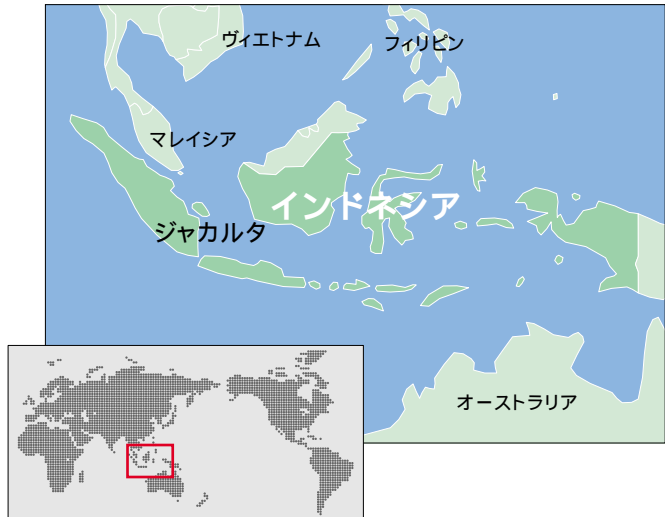 ヴィエトナム
フィリピン
マレイシア
インドネシア
ジャカルタ
オーストラリア